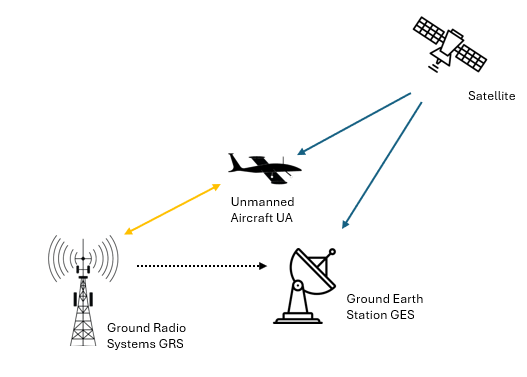 Satellite
Unmanned
Aircraft UA
Ground Earth
Station GES
Ground Radio
Systems GRS